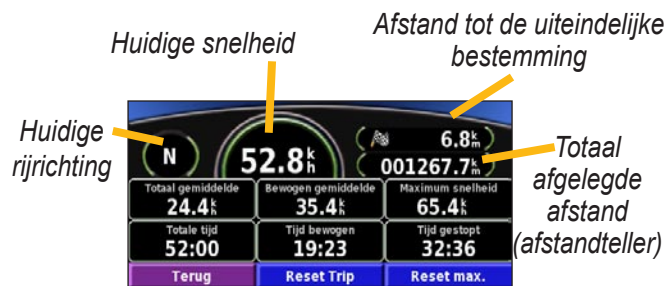 Huidige snelheid
Afstand tot de uiteindelijke
bestemming
Huidige
rijrichting
N
52.8 k/h
6.8 km
001267.7 km
Totaal
afgelegde
afstand
(afstandteller)
Totaal gemiddelde
24.4 k/h
Bewogen gemiddelde
35.4 k/h
Maximum snelheid
65.4 k/h
Totale tijd
52:00
Tijd bewogen
19:23
Tijd gestopt
32:36
Terug
Reset Trip
Reset max.